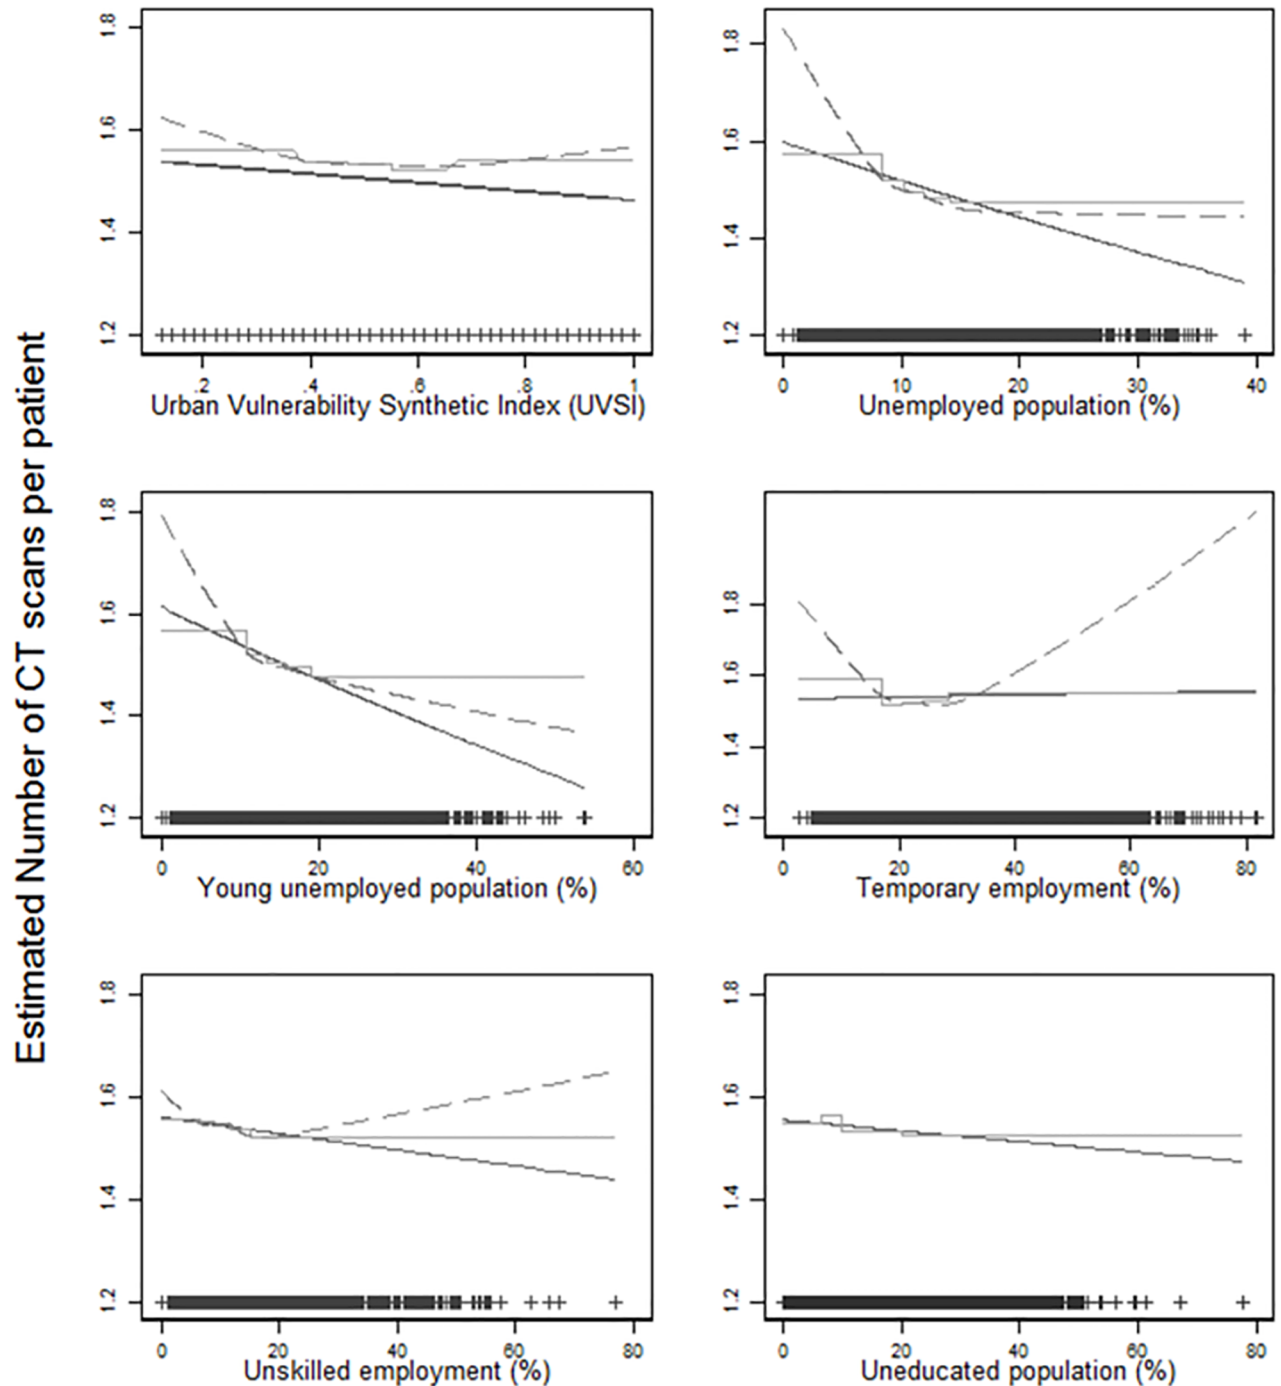 Estimated Number of CT scans per patient
1.8
1.6
1.4
1.2
.2 .4 .6 .8 1
Urban Vulnerability Synthetic Index (UVSI)
1.8
1.6
1.4
1.2
0 10 20 30 40
Unemployed population (%)
1.8
1.6
1.4
1.2
0 20 40 60
Young unemployed population (%)
1.8
1.6
1.4
1.2
0 20 40 60 80
Temporary employment (%)
1.8
1.6
1.4
1.2
0 20 40 60 80
Unskilled employment (%)
1.8
1.6
1.4
1.2
0 20 40 60 80
Uneducated population (%)